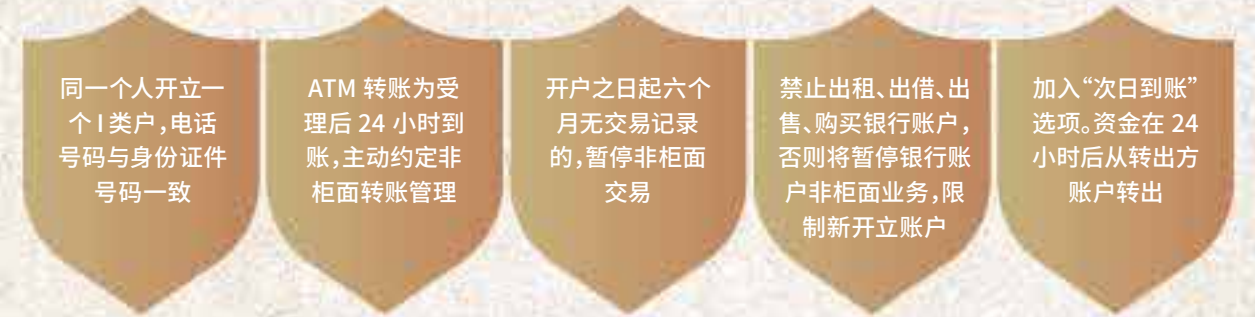 同一个人开立一
个 I 类户,电话
号码与身份证件
号码一致
ATM 转账为受
理后 24 小时到
账,主动约定非
柜面转账管理
开户之日起六个
月无交易记录
的,暂停非柜面
交易
禁止出租、出借、出
售、购买银行账户,
否则将暂停银行账
户非柜面业务,限
制新开立账户
加入“次日到账”
选项。资金在 24
小时后从转出方
账户转出